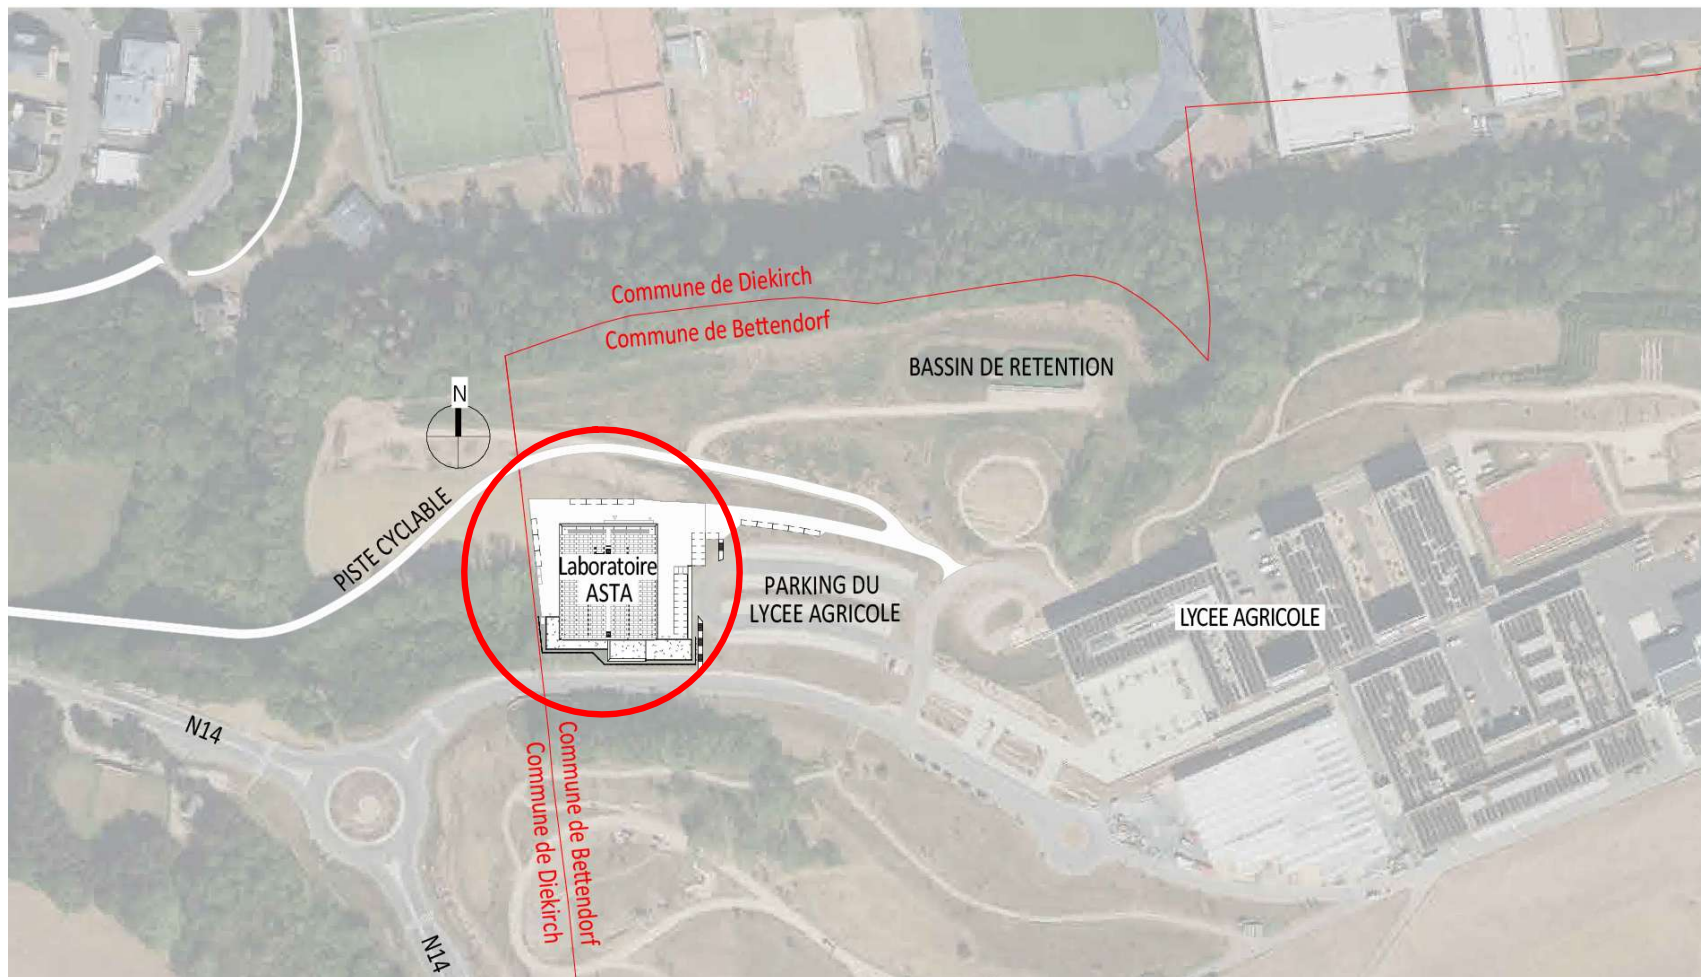 Commune de Diekirch
Commune de Bettendorf
BASSIN DE RETENTION
N
PISTE CYCLABLE
Laboratoire
ASTA
PARKING DU
LYCEE AGRICOLE
LYCEE AGRICOLE
N14
Commune de Bettendorf
Commune de Diekirch
N14